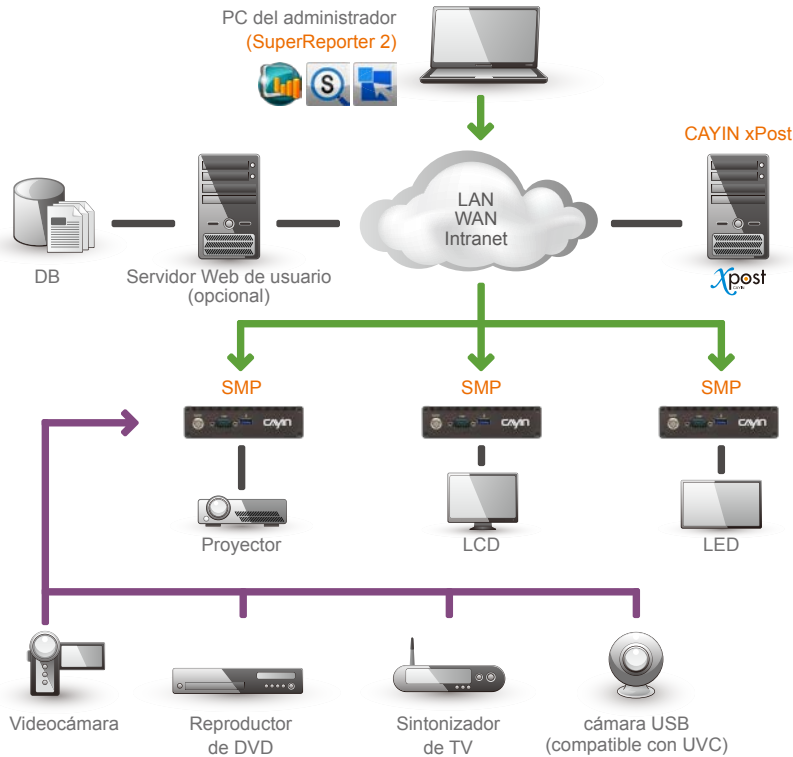 PC del administrador
(SuperReporter 2)
S
CAYIN xPost
LAN
WAN
Intranet
DB
Servidor Web de usuario
(opcional)
Xpost
CAYIN
SMP
SMP
SMP
CAYIN
CAYIN
CAYIN
Proyector
LCD
LED
Videocámara
Reproductor
de DVD
Sintonizador
de TV
cámara USB
(compatible con UVC)